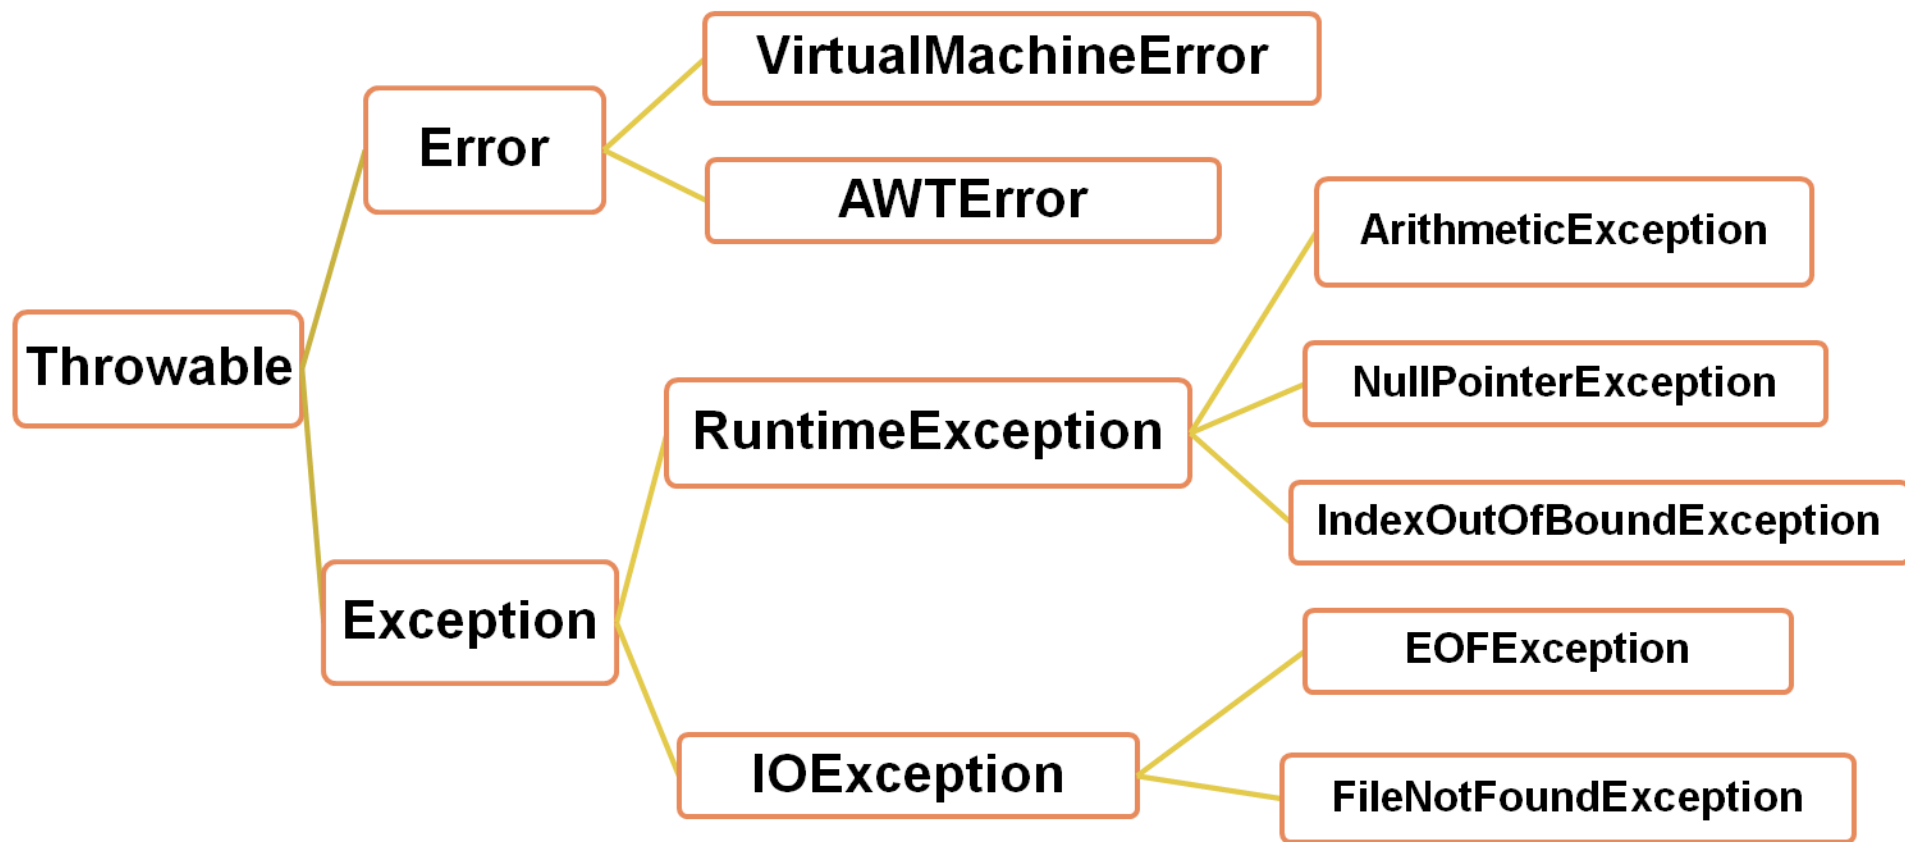 VirtualMachineError
Error
AWTError
ArithmeticException
Throwable
NullPointerException
RuntimeException
IndexOutOfBoundException
Exception
EOFException
IOException
FileNotFoundException